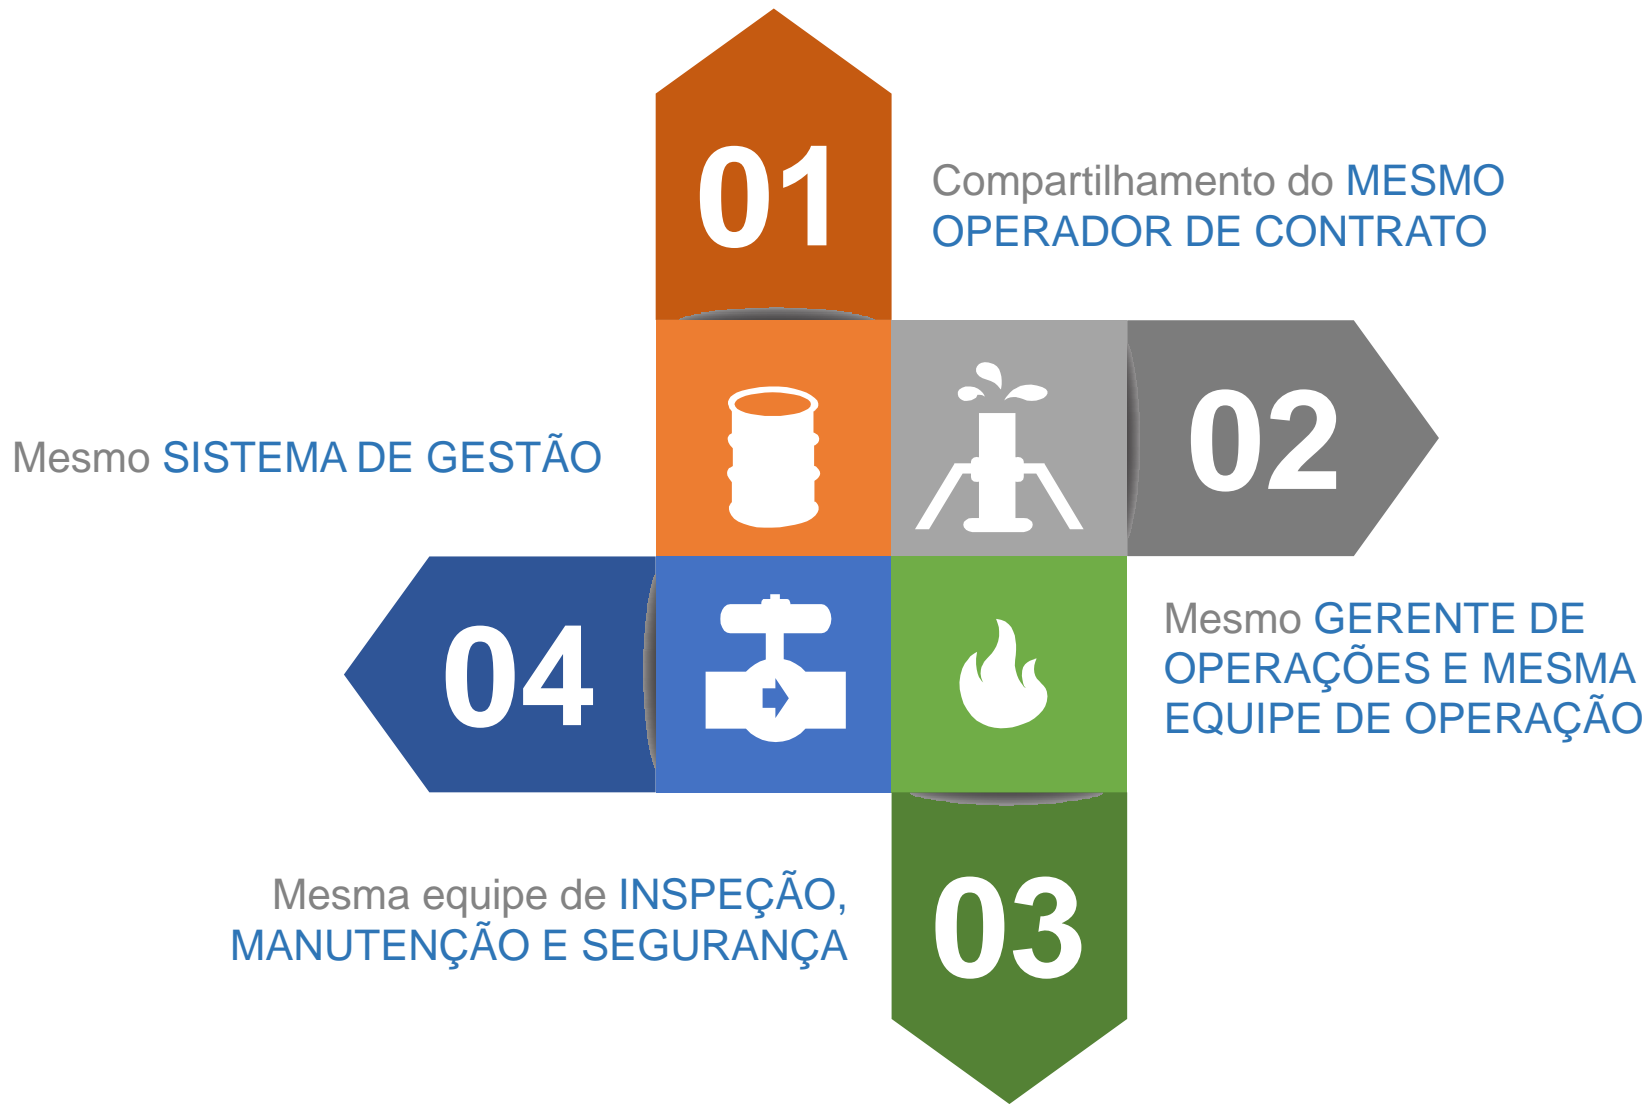 01
Compartilhamento do MESMO
OPERADOR DE CONTRATO
02
Mesmo GERENTE DE
OPERAÇÕES E MESMA
EQUIPE DE OPERAÇÃO
03
Mesma equipe de INSPEÇÃO,
MANUTENÇÃO E SEGURANÇA
04
Mesmo SISTEMA DE GESTÃO